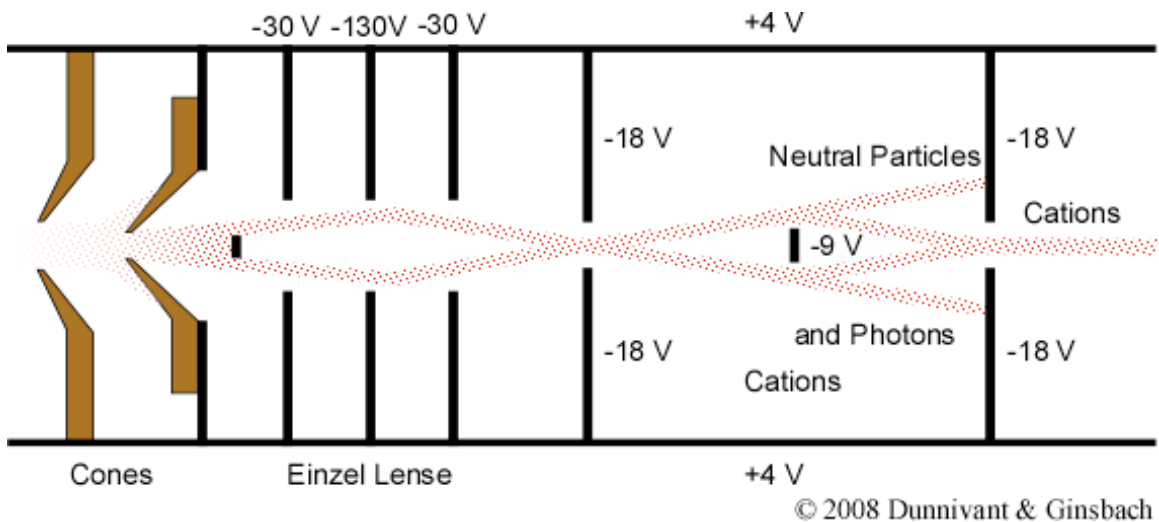 -30 V -130V -30 V +4 V
-18 V -18 V
Neutral Particles
Cations
-9 V
and Photons
-18 V -18 V
Cations
Cones Einzel Lense +4 V
© 2008 Dunnivant & Ginsbach